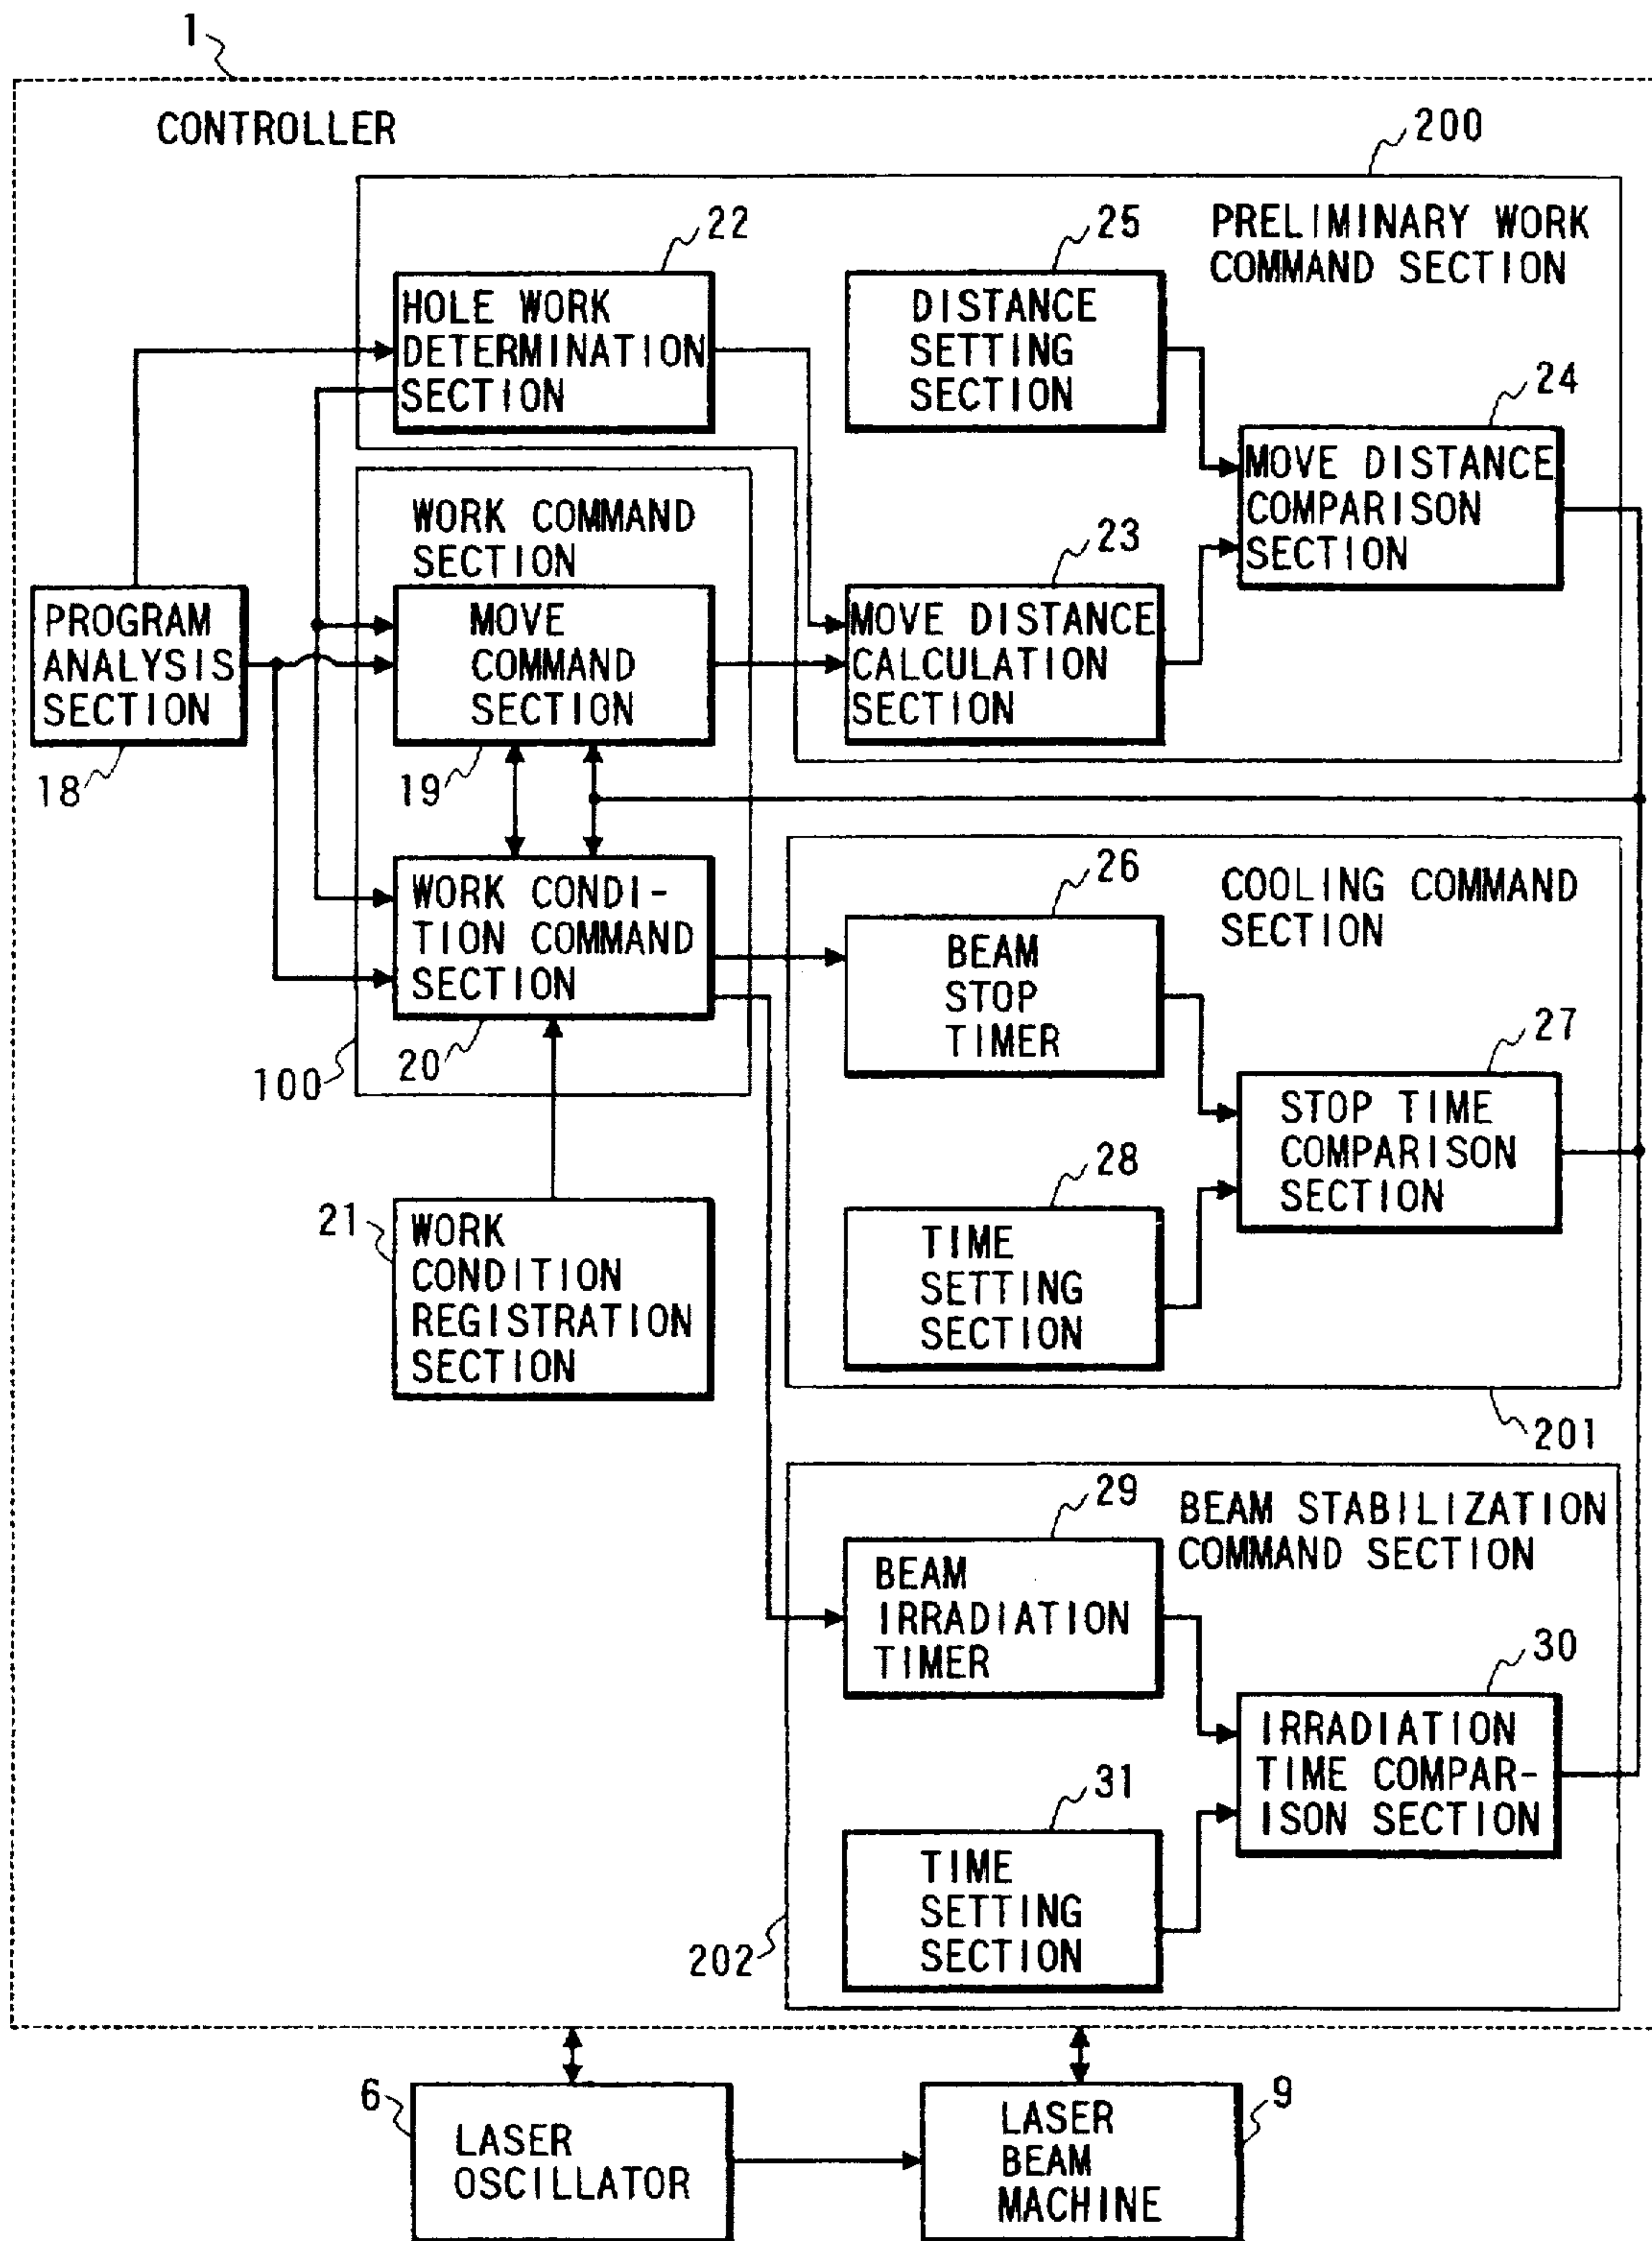 1
CONTROLLER
200
PRELIMINARY WORK
COMMAND SECTION
22
HOLE WORK
DETERMINATION
SECTION
25
DISTANCE
SETTING
SECTION
24
MOVE DISTANCE
COMPARISON
SECTION
WORK COMMAND
SECTION
23
MOVE DISTANCE
CALCULATION
SECTION
PROGRAM
ANALYSIS
SECTION
18
MOVE
COMMAND
SECTION
19
WORK CONDI-
TION COMMAND
SECTION
20
100
26
BEAM
STOP
TIMER
COOLING COMMAND
SECTION
27
STOP TIME
COMPARISON
SECTION
28
TIME
SETTING
SECTION
201
21
WORK
CONDITION
REGISTRATION
SECTION
29
BEAM
IRRADIATION
TIMER
BEAM STABILIZATION
COMMAND SECTION
30
IRRADIATION
TIME COMPAR-
ISON SECTION
31
TIME
SETTING
SECTION
202
6
LASER
OSCILLATOR
9
LASER
BEAM
MACHINE